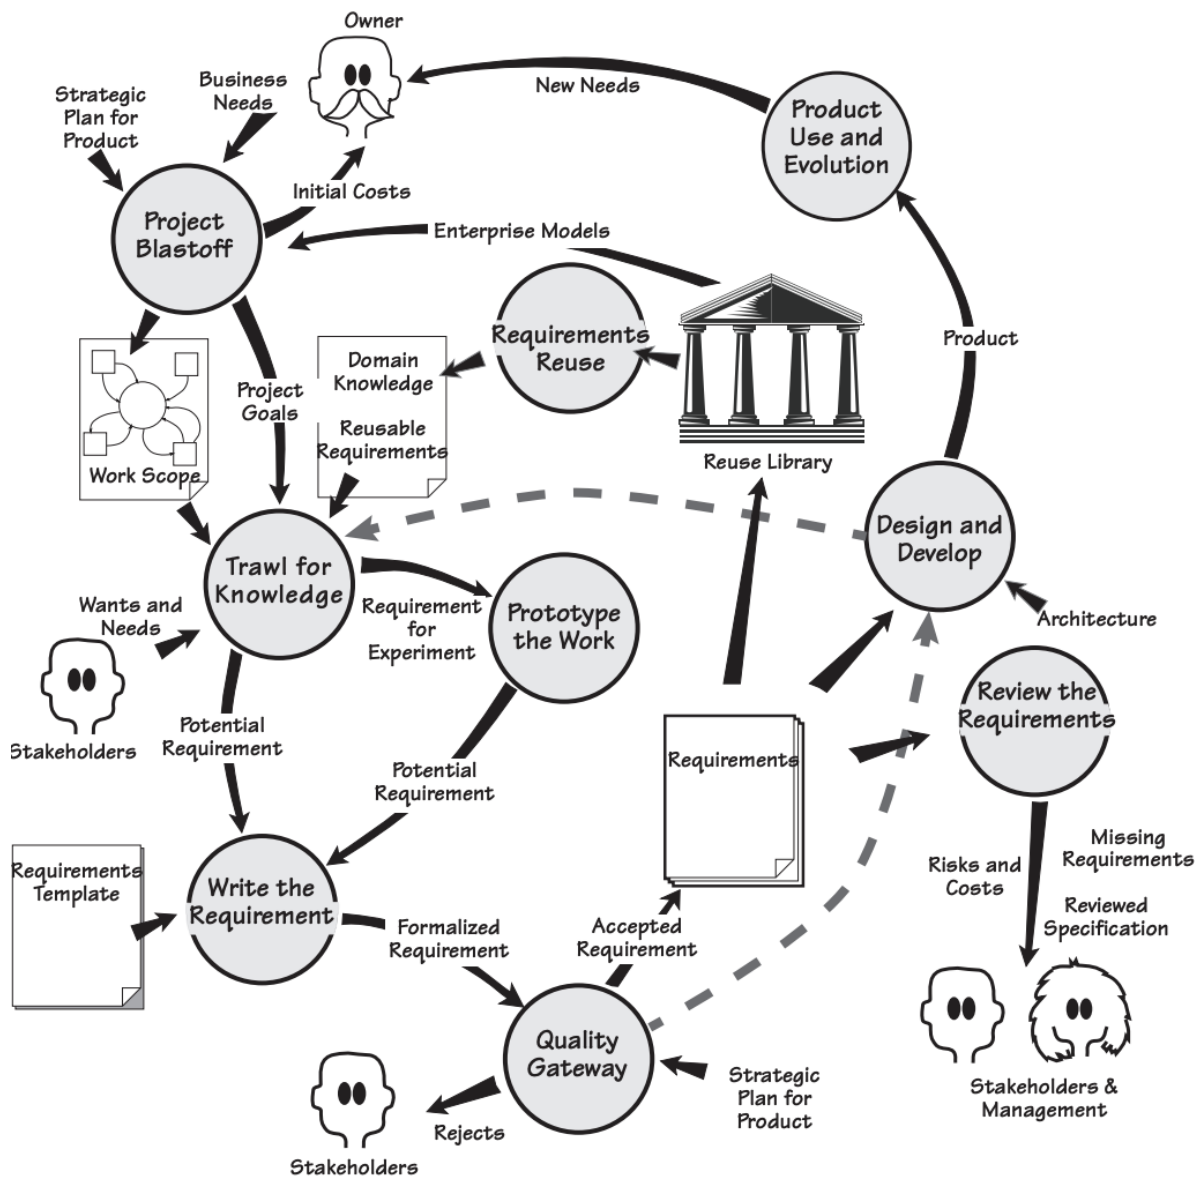 Owner
New Needs
Business
Needs
Strategic
Plan for
Product
Product
Use and
Evolution
Initial Costs
Project
Blastoff
Enterprise Models
Requirements
Reuse
Domain
Knowledge
Reusable
Requirements
Project
Goals
Work Scope
Reuse Library
Product
Design and
Develop
Architecture
Trawl for
Knowledge
Wants and
Needs
Stakeholders
Requirement
for
Experiment
Prototype
the Work
Potential
Requirement
Potential
Requirement
Requirements
Review the
Requirements
Requirements
Template
Write the
Requirement
Formalized
Requirement
Accepted
Requirement
Risks and
Costs
Missing
Requirements
Reviewed
Specification
Quality
Gateway
Strategic
Plan for
Product
Rejects
Stakeholders
Stakeholders &
Management